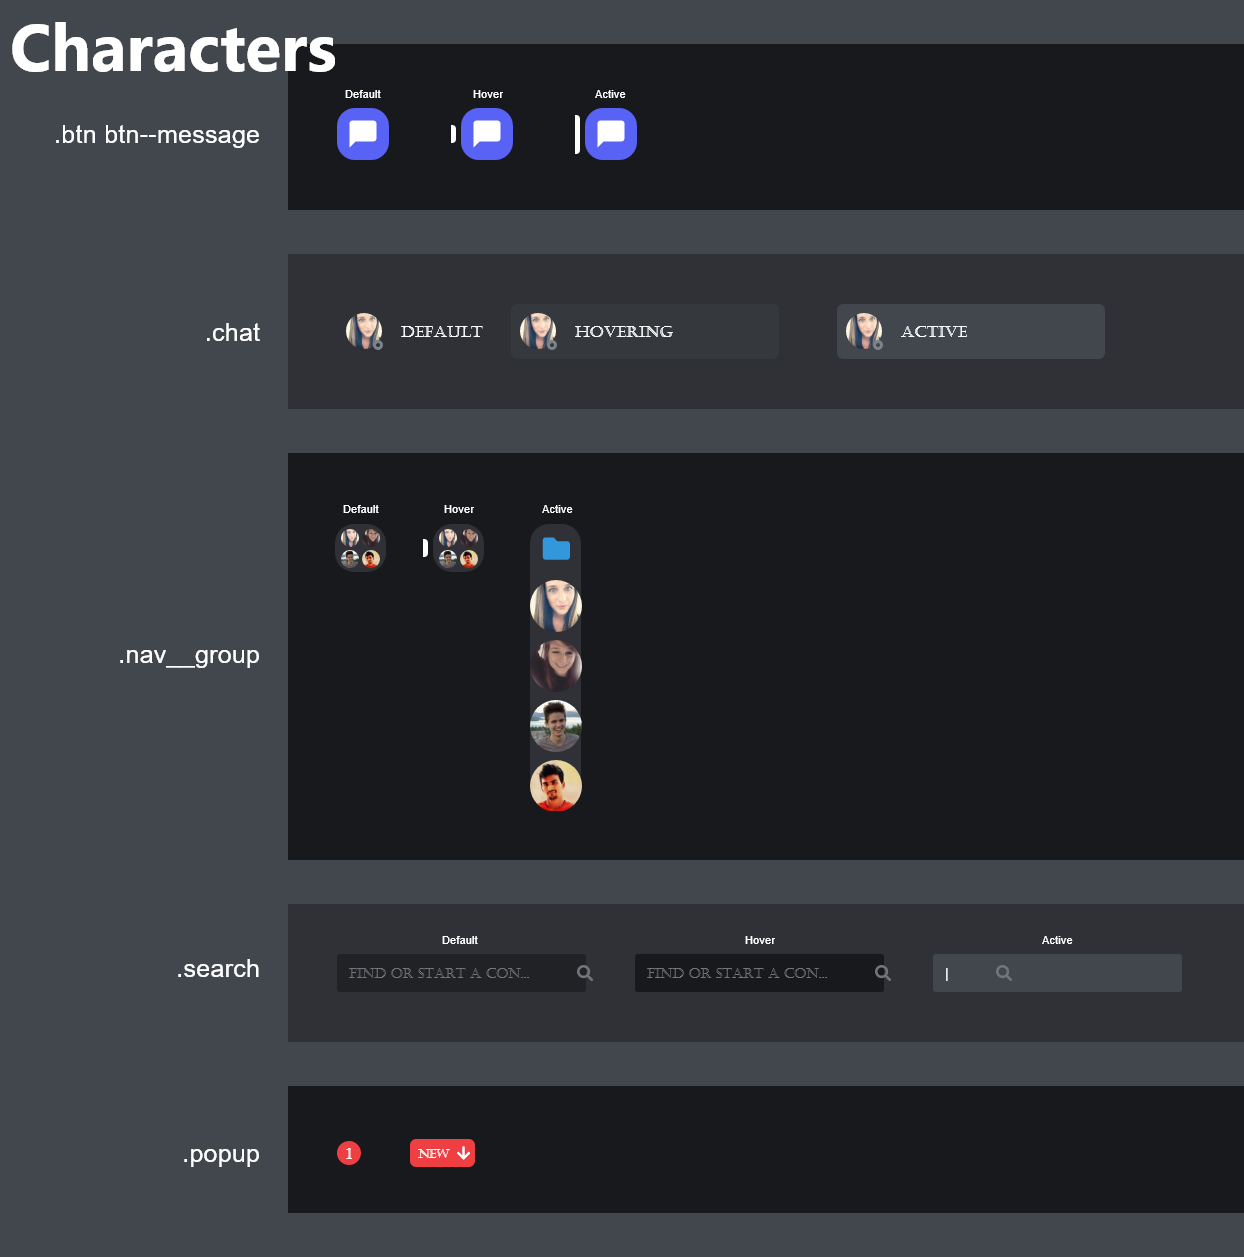 Characters
Default Hover Active
.btn btn--message
.chat DEFAULT HOVERING ACTIVE
Default Hover Active
.nav__group
Default Hover Active
.search FIND OR START A CON... FIND OR START A CON... |
.popup 1 NEW